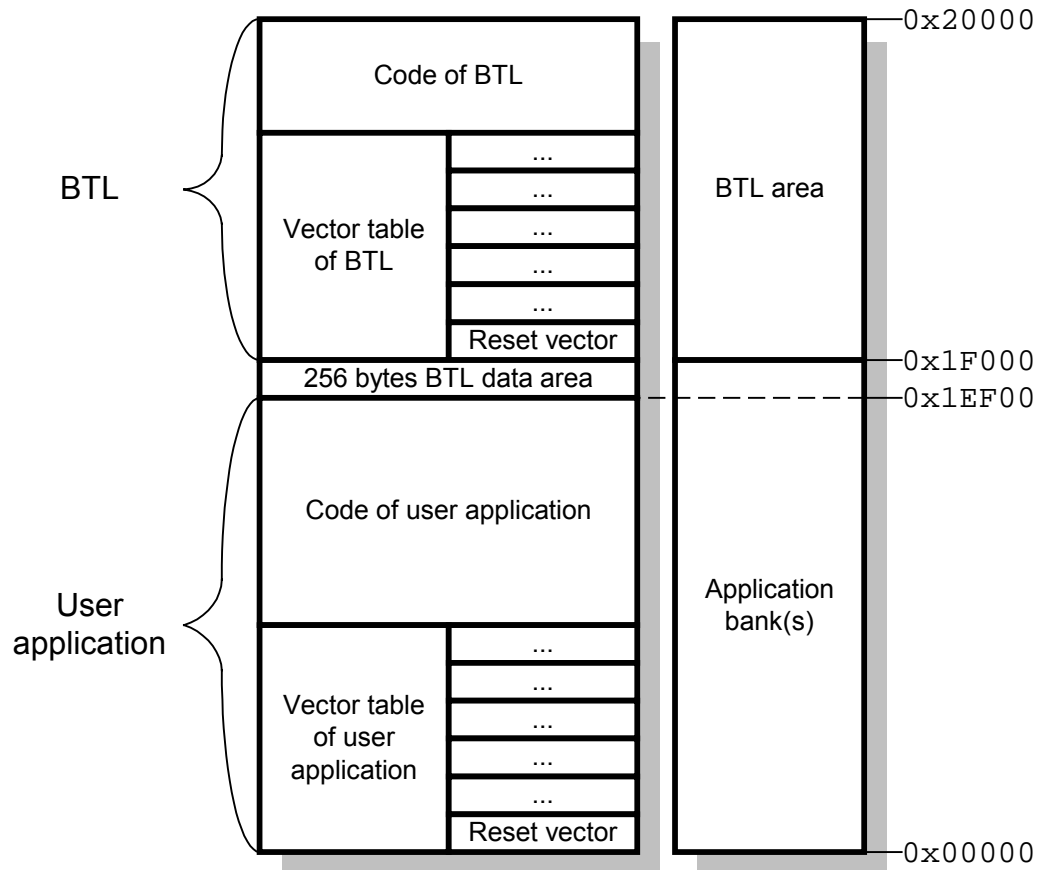 0x20000
Code of BTL
...
BTL
...
BTL area
Vector table
of BTL
...
...
...
Reset vector
0x1F000
256 bytes BTL data area
0x1EF00
Code of user application
User
application
Application
bank(s)
...
...
Vector table
of user
application
...
...
...
Reset vector
0x00000